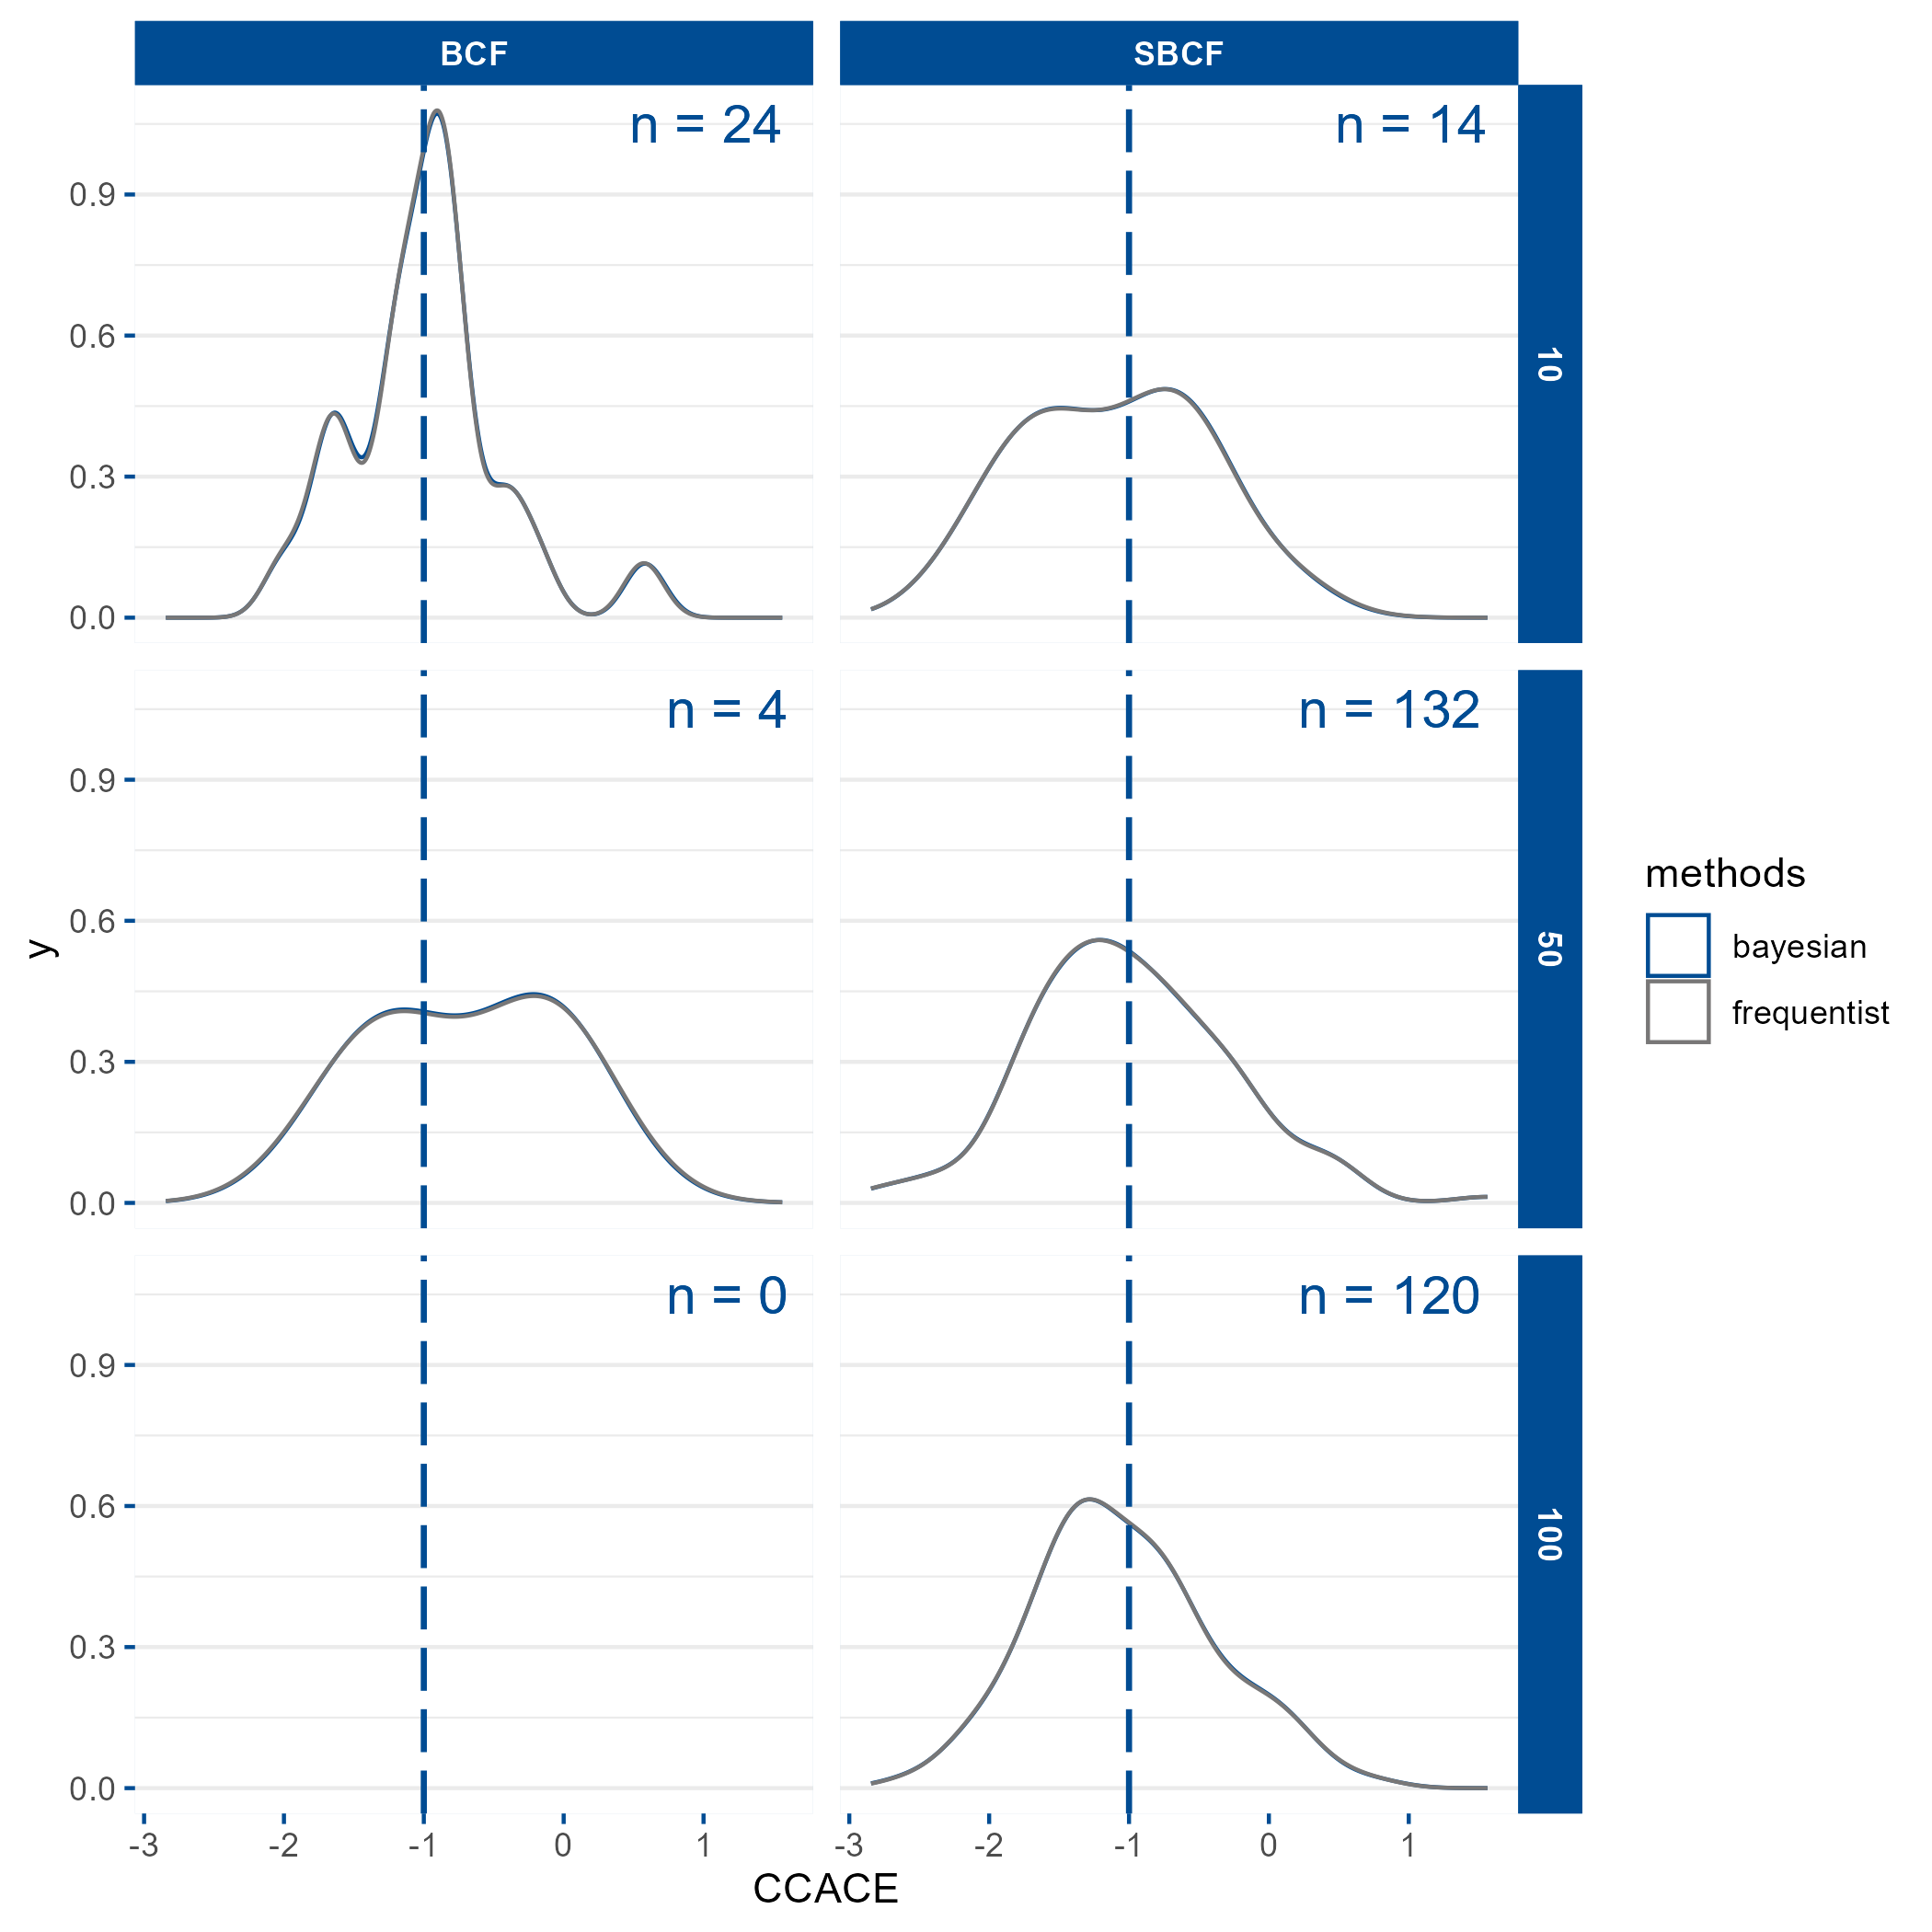 BCF
SBCF
n = 24
n = 14
0.9
0.6
0.3
0.0
10
n = 4
n = 132
0.9
0.6
0.3
0.0
50
n = 0
n = 120
0.9
0.6
0.3
0.0
100
y
-3 -2 -1 0 1
-3 -2 -1 0 1
CCACE
methods
bayesian
frequentist